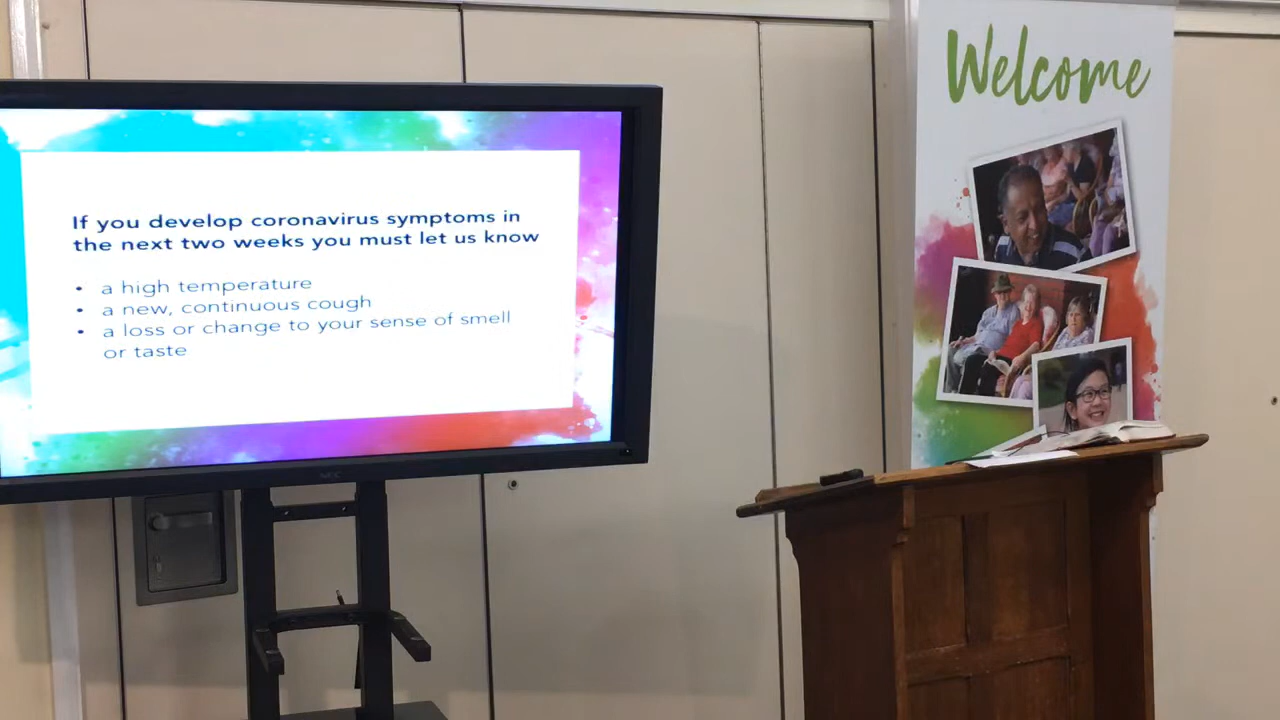 Welcome
If you develop coronavirus symptoms in
the next two weeks you must let us know
• a high temperature
• a new, continuous cough
• a loss or change to your sense of smell
or taste
NEC